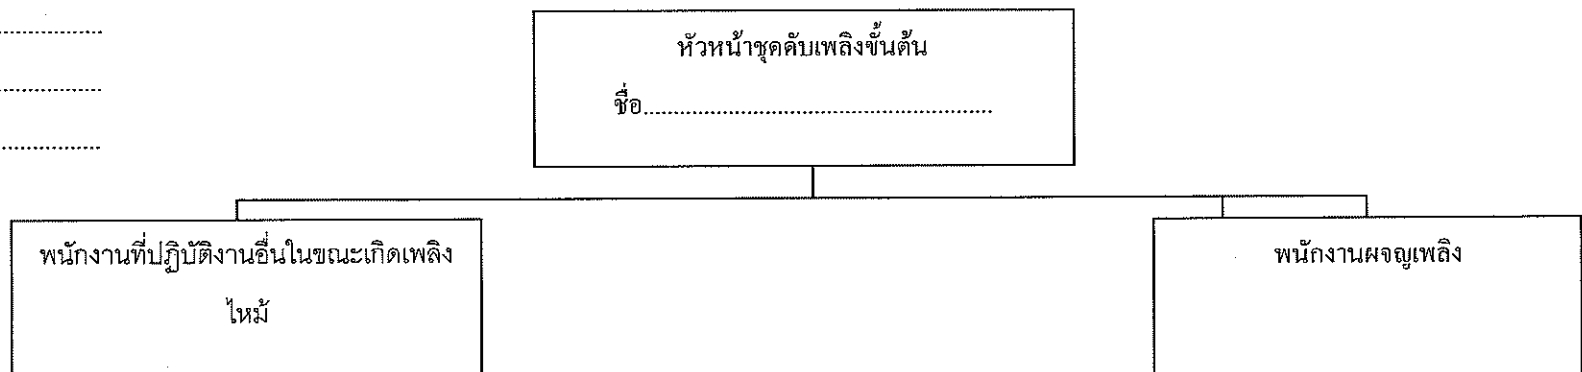 หัวหน้าชุดดับเพลิงขั้นต้น
ชื่อ..........................................................
พนักงานที่ปฏิบัติงานอื่นในขณะเกิดเพลิง
ไหม้
พนักงานผจญเพลิง